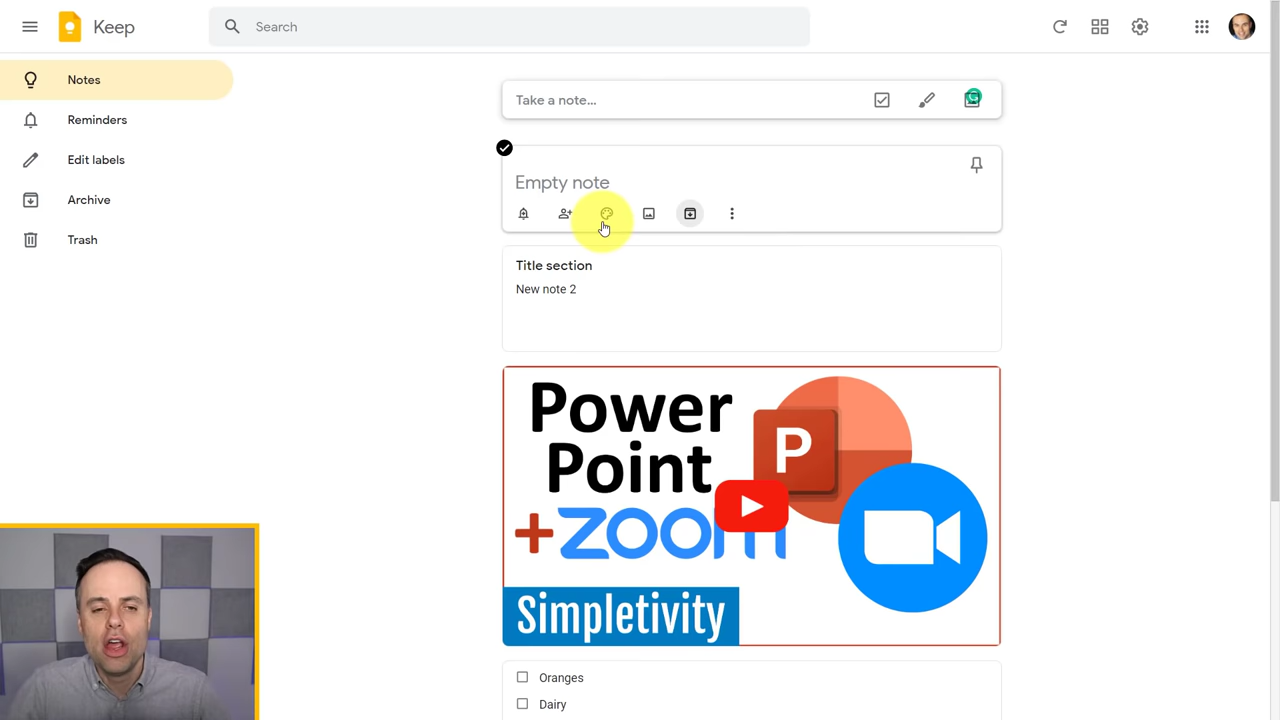 Keep
Search
Notes
Reminders
Edit labels
Archive
Trash
Take a note...
Empty note
Title section
New note 2
Power
Point
P
+zoom
Simpletivity
Oranges
Dairy